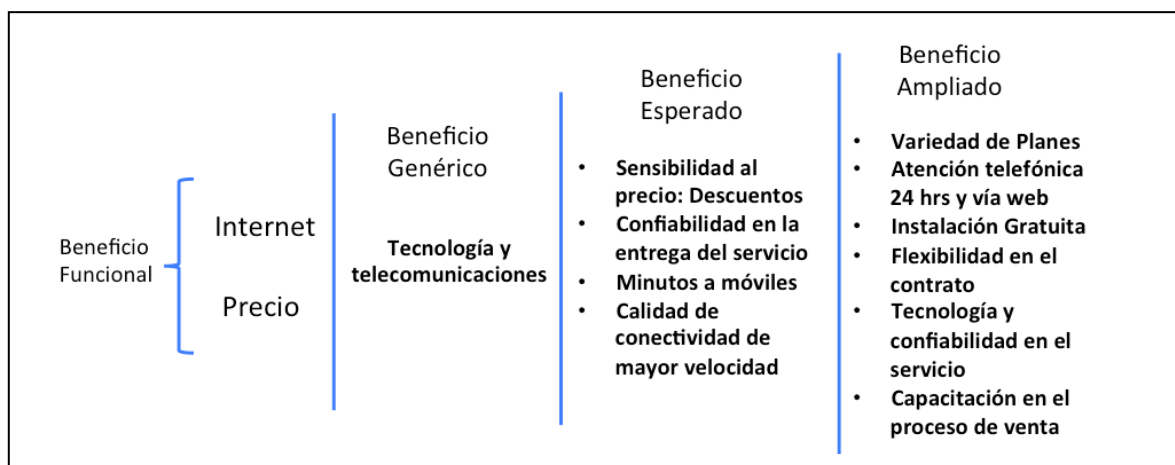 Beneficio
Funcional
Internet
Precio
Beneficio
Genérico
Tecnología y
telecomunicaciones
Beneficio
Esperado
• Sensibilidad al
precio: Descuentos
• Confiabilidad en la
entrega del servicio
• Minutos a móviles
• Calidad de
conectividad de
mayor velocidad
Beneficio
Ampliado
• Variedad de Planes
• Atención telefónica
24 hrs y vía web
• Instalación Gratuita
• Flexibilidad en el
contrato
• Tecnología y
confiabilidad en el
servicio
• Capacitación en el
proceso de venta